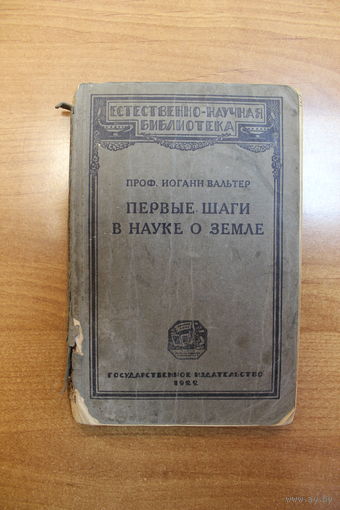 ЕСТЕСТВЕННО-НАУЧНАЯ
БИБЛИОТЕКА
ПРОФ. ИОГАНН ВАЛЬТЕР
ПЕРВЫЕ ШАГИ
В НАУКЕ О ЗЕМЛЕ
ГОСУДАРСТВЕННОЕ ИЗДАТЕЛЬСТВО
1922